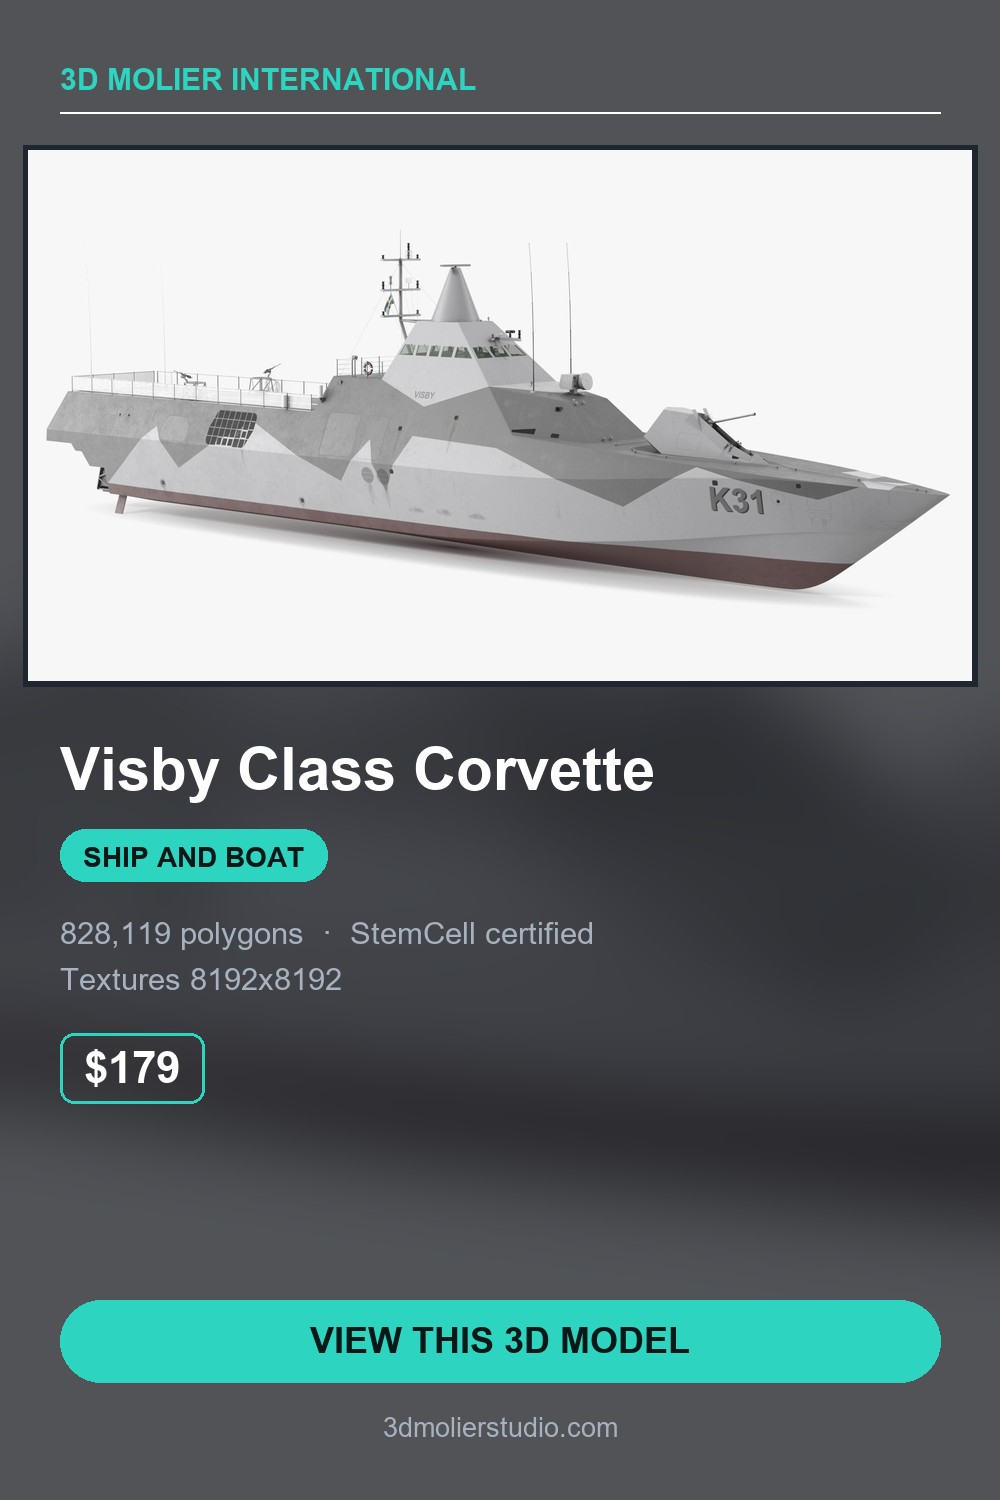 3D MOLIER INTERNATIONAL
VISBY
K31
Visby Class Corvette
SHIP AND BOAT
828,119 polygons · StemCell certified
Textures 8192x8192
$179
VIEW THIS 3D MODEL
3dmolierstudio.com